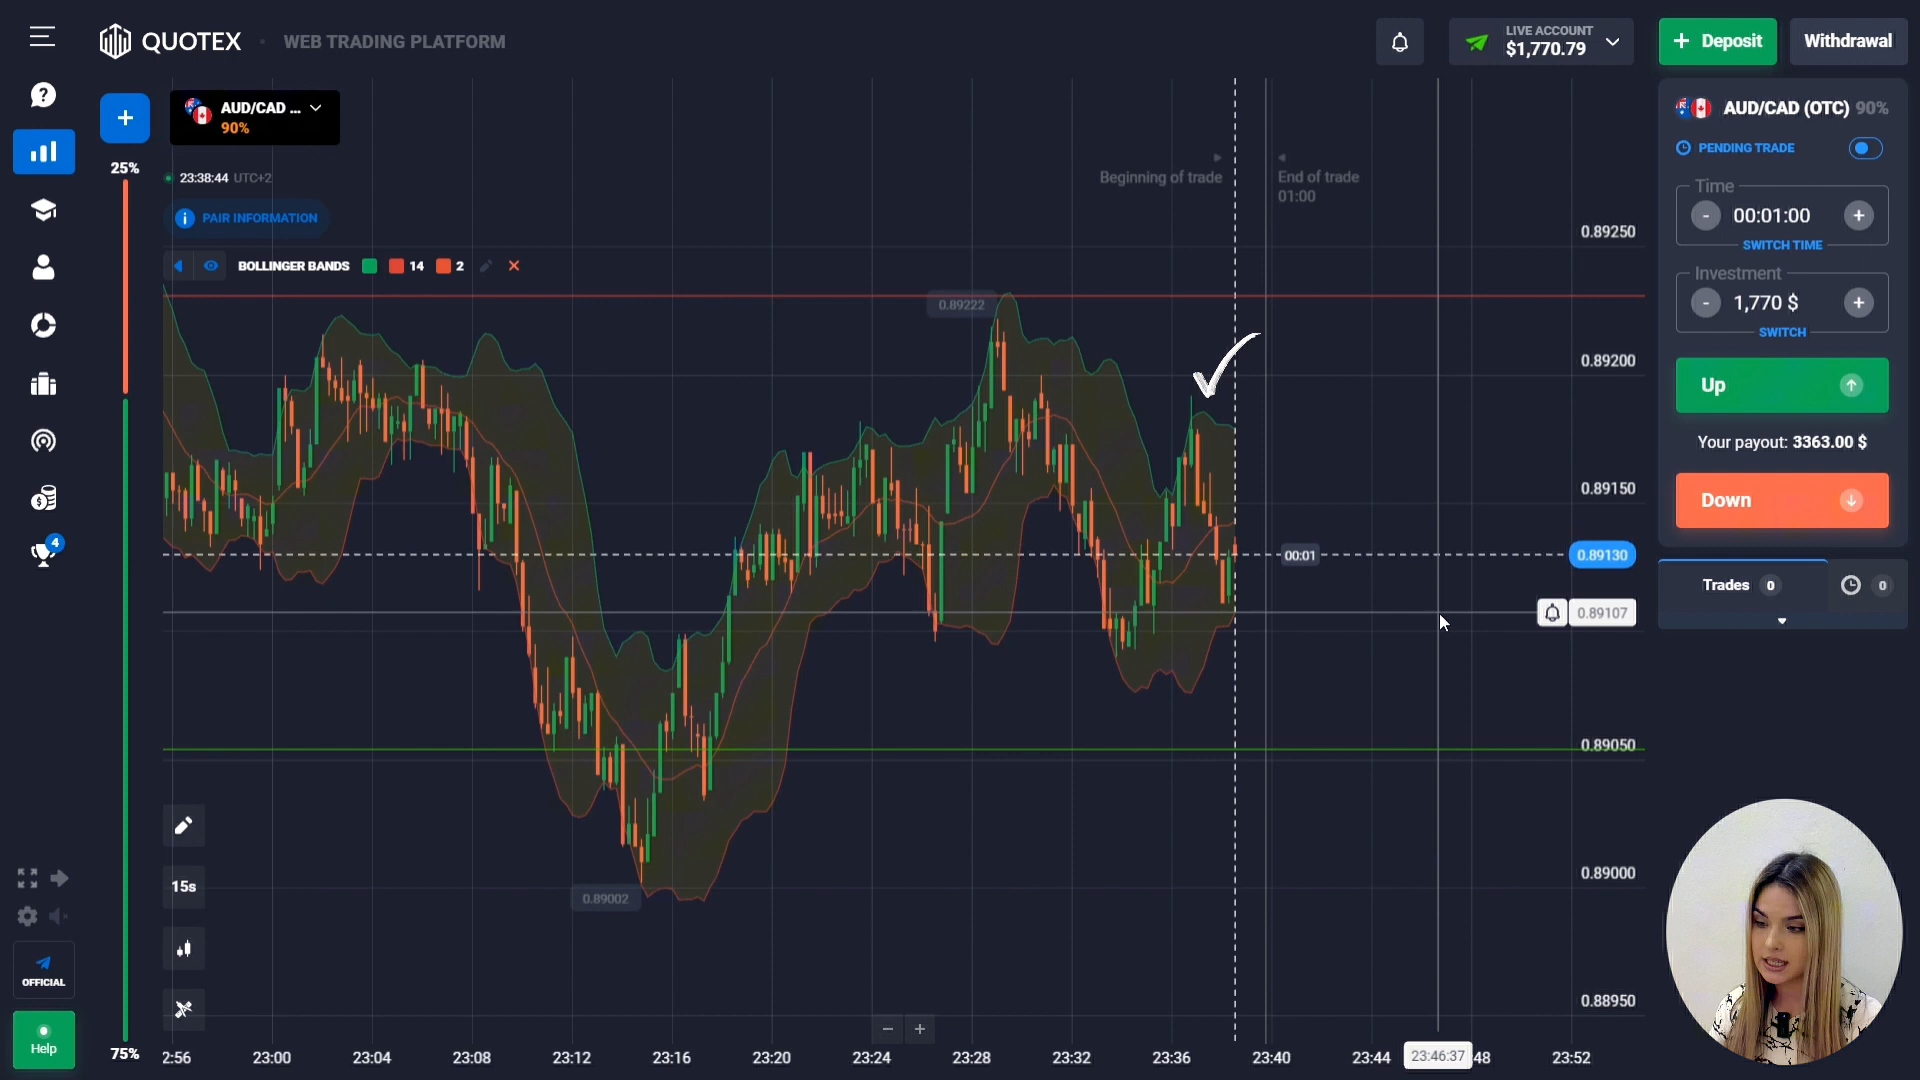 QUOTEX
WEB TRADING PLATFORM
LIVE ACCOUNT
$1,770.79
+ Deposit
Withdrawal
AUD/CAD ...
90%
25%
23:38:44 UTC+2
PAIR INFORMATION
BOLLINGER BANDS 14 2
Beginning of trade
End of trade
01:00
0.89222
0.89002
00:01
0.89250
0.89200
0.89150
0.89130
0.89107
0.89050
0.89000
0.88950
AUD/CAD (OTC) 90%
PENDING TRADE
Time
- 00:01:00 +
SWITCH TIME
Investment
- 1,770 $ +
SWITCH
Up
Your payout: 3363.00 $
Down
Trades 0
0
4
OFFICIAL
Help
15s
75%
2:56 23:00 23:04 23:08 23:12 23:16 23:20 23:24 23:28 23:32 23:36 23:40 23:44 23:46:37 :48 23:52